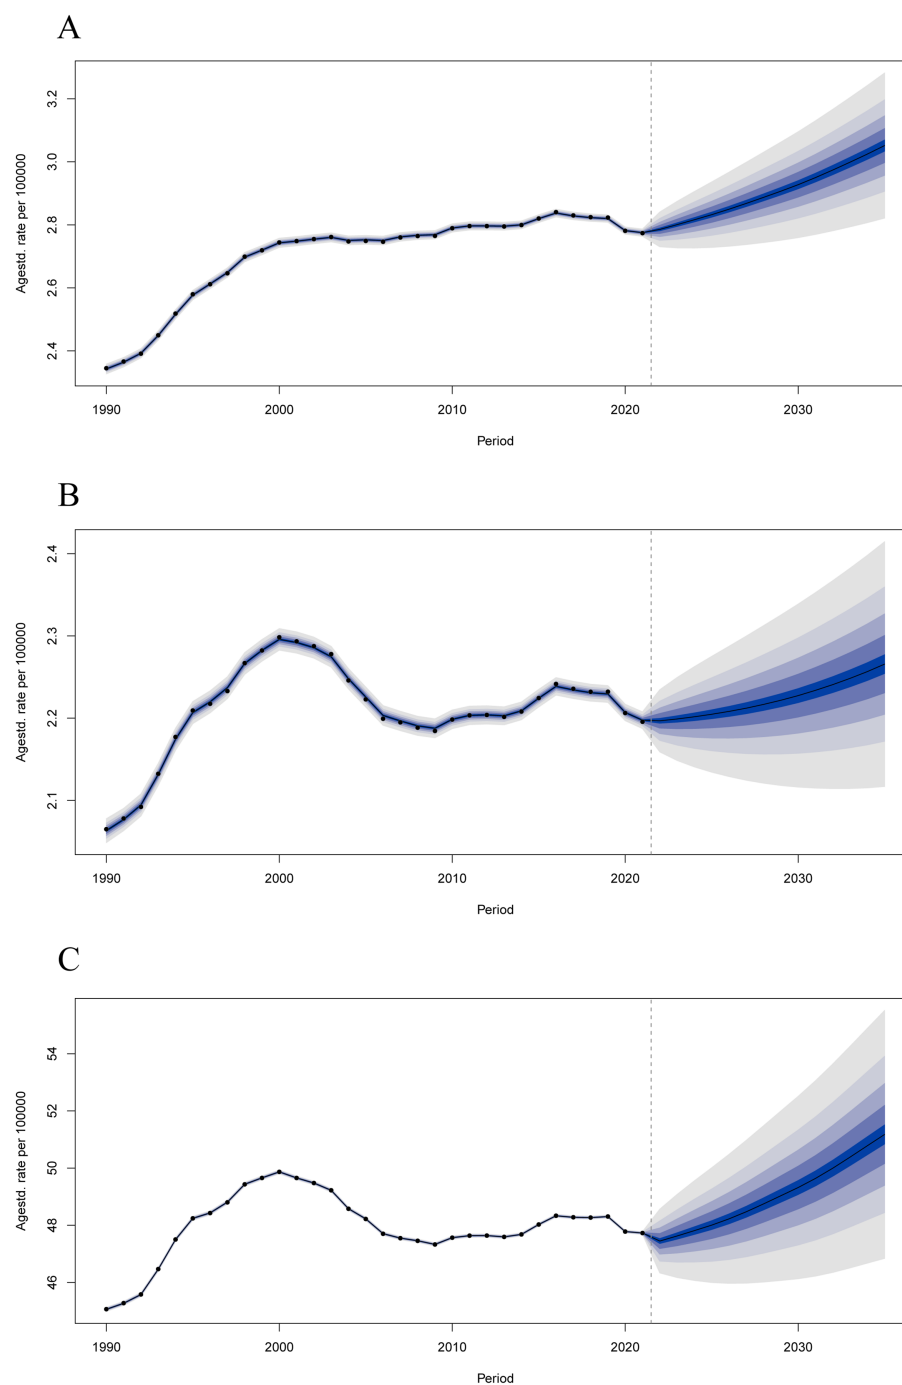 A
3.2
3.0
2.8
2.6
2.4
Agestd. rate per 100000
1990 2000 2010 2020 2030
Period
B
2.4
2.3
2.2
2.1
Agestd. rate per 100000
1990 2000 2010 2020 2030
Period
C
54
52
50
48
46
Agestd. rate per 100000
1990 2000 2010 2020 2030
Period